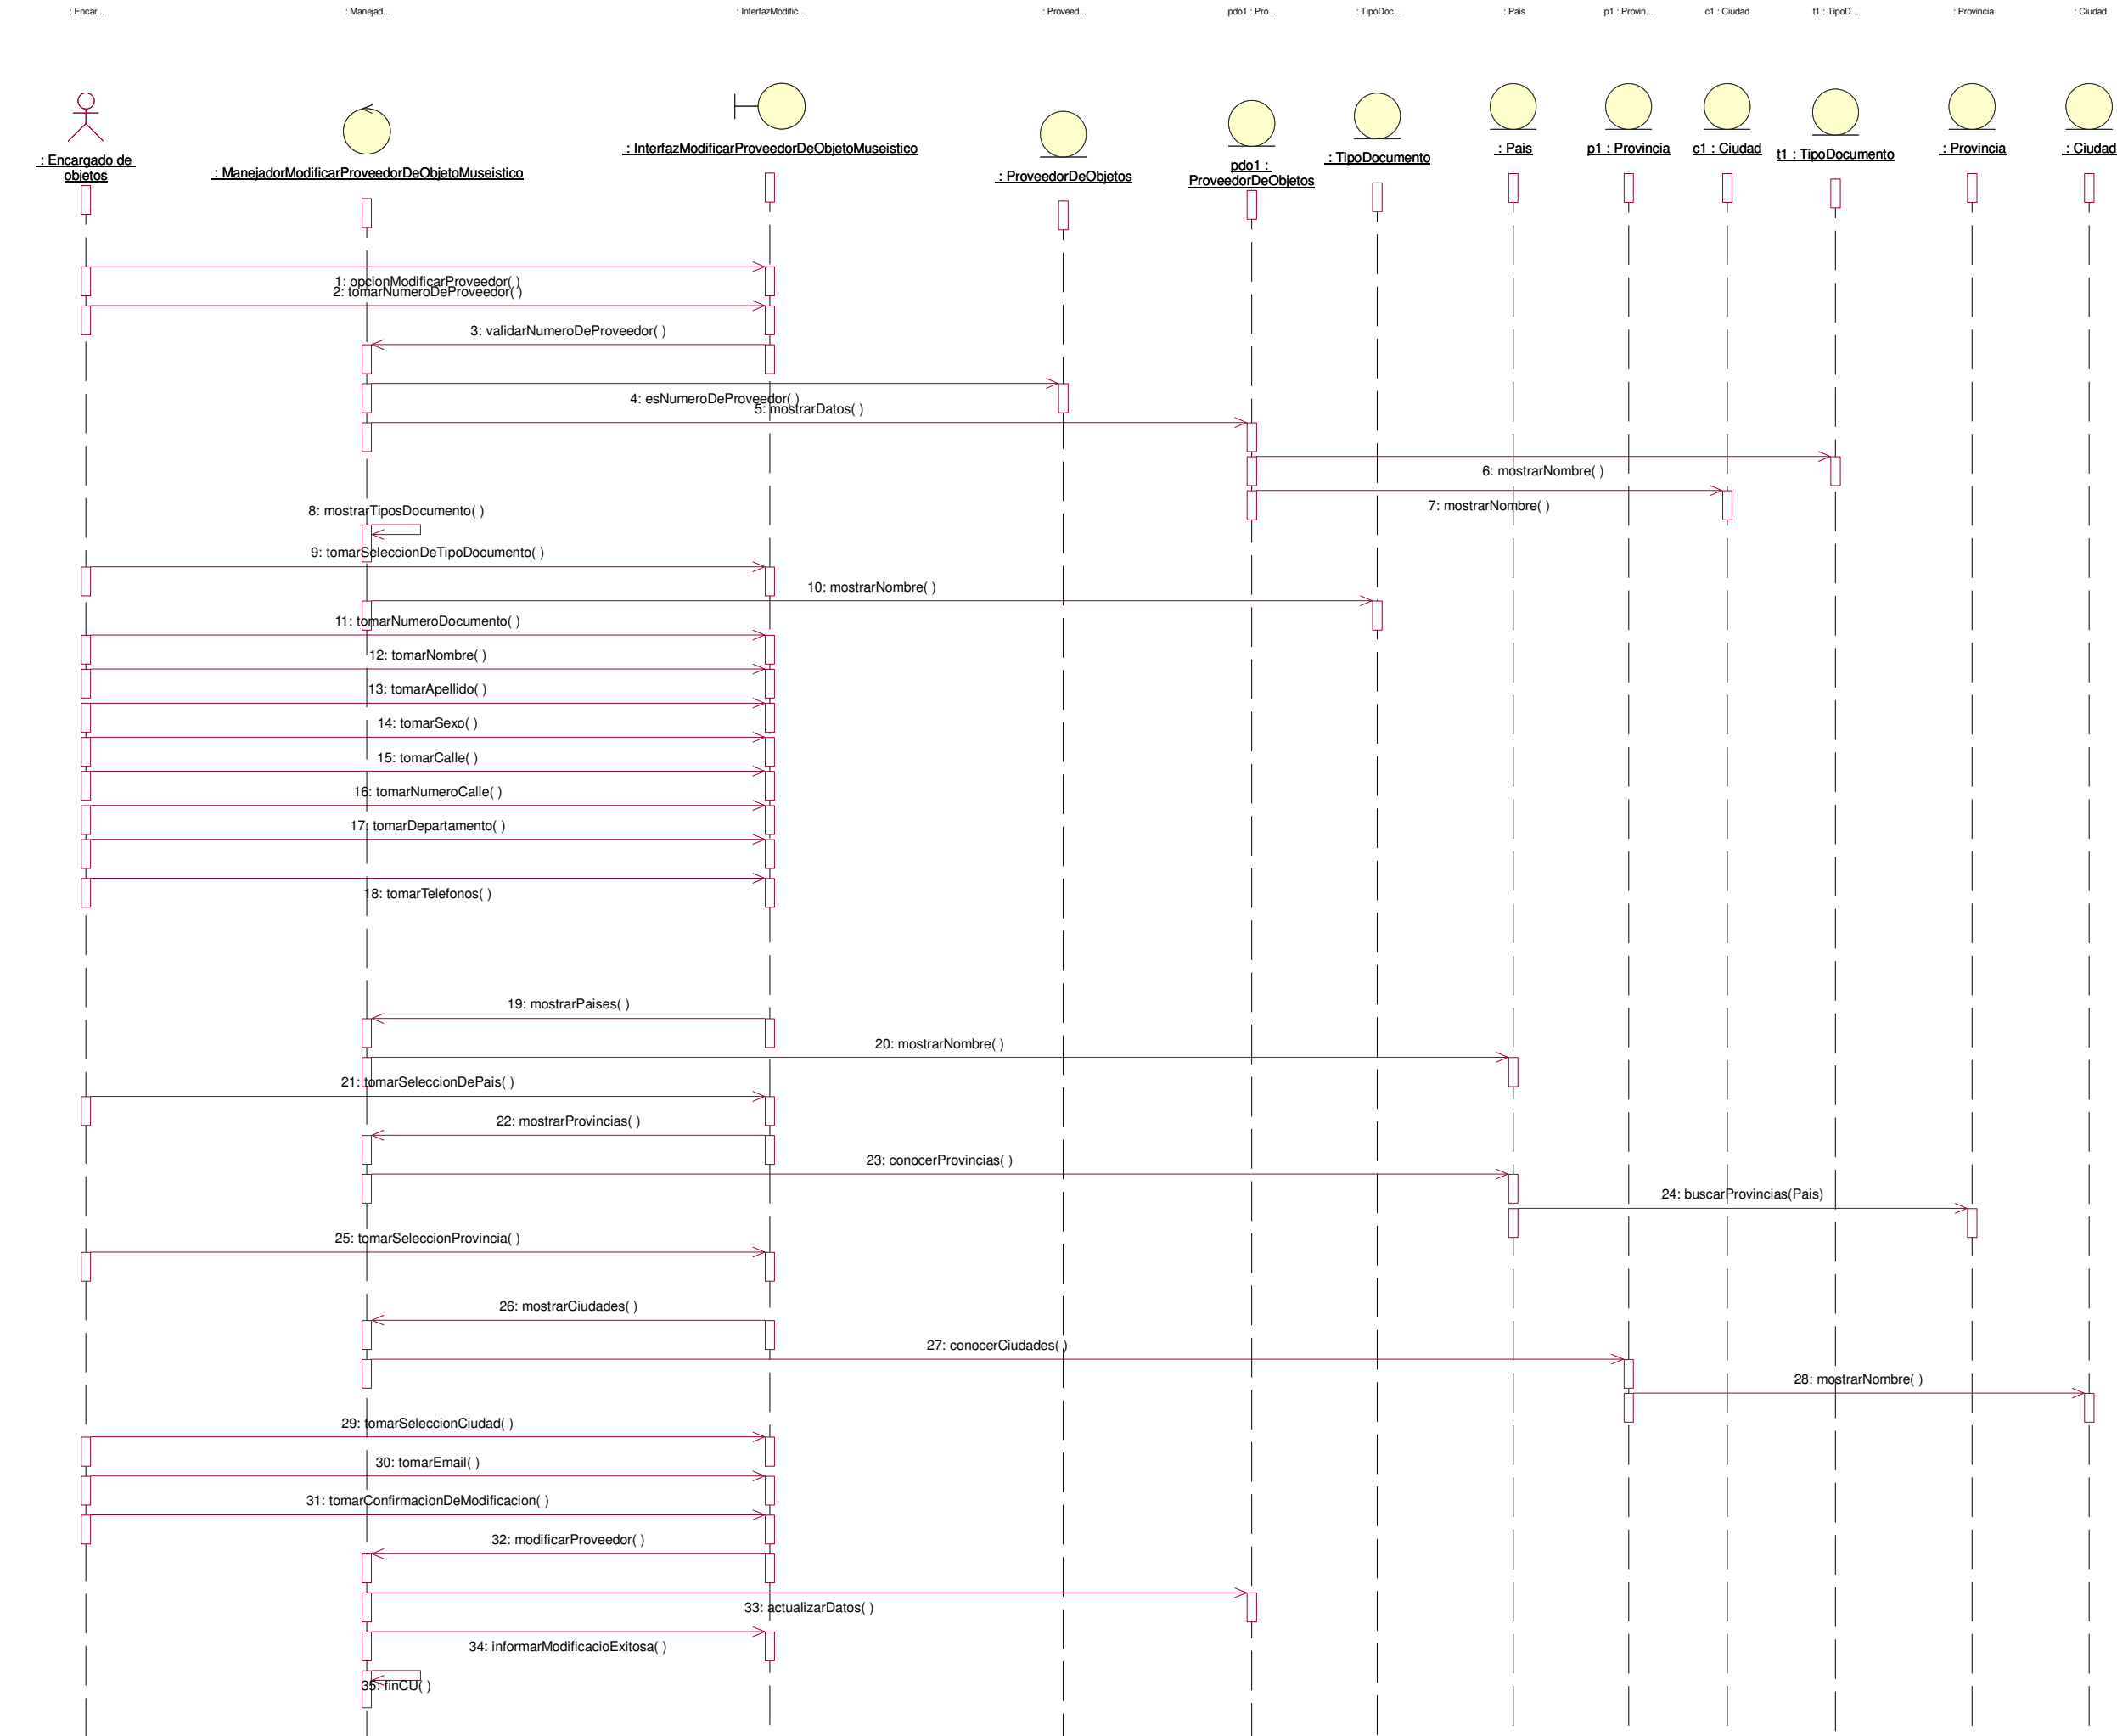 : Encar...
: Manejad...
: InterfazModific...
: Proveed...
pdo1 : Pro...
: TipoDoc...
: Pais
p1 : Provin...
c1 : Ciudad
t1 : TipoD...
: Provincia
: Ciudad
: Encargado de
objetos
: ManejadorModificarProveedorDeObjetoMuseistico
: InterfazModificarProveedorDeObjetoMuseistico
: ProveedorDeObjetos
pdo1 :
ProveedorDeObjetos
: TipoDocumento
: Pais
p1 : Provincia
c1 : Ciudad
t1 : TipoDocumento
: Provincia
: Ciudad
1: opcionModificarProveedor( )
2: tomarNumeroDeProveedor( )
3: validarNumeroDeProveedor( )
4: esNumeroDeProveedor( )
5: mostrarDatos( )
6: mostrarNombre( )
7: mostrarNombre( )
8: mostrarTiposDocumento( )
9: tomarSeleccionDeTipoDocumento( )
10: mostrarNombre( )
11: tomarNumeroDocumento( )
12: tomarNombre( )
13: tomarApellido( )
14: tomarSexo( )
15: tomarCalle( )
16: tomarNumeroCalle( )
17: tomarDepartamento( )
18: tomarTelefonos( )
19: mostrarPaises( )
20: mostrarNombre( )
21: tomarSeleccionDePais( )
22: mostrarProvincias( )
23: conocerProvincias( )
24: buscarProvincias(Pais)
25: tomarSeleccionProvincia( )
26: mostrarCiudades( )
27: conocerCiudades( )
28: mostrarNombre( )
29: tomarSeleccionCiudad( )
30: tomarEmail( )
31: tomarConfirmacionDeModificacion( )
32: modificarProveedor( )
33: actualizarDatos( )
34: informarModificacioExitosa( )
35: finCU( )